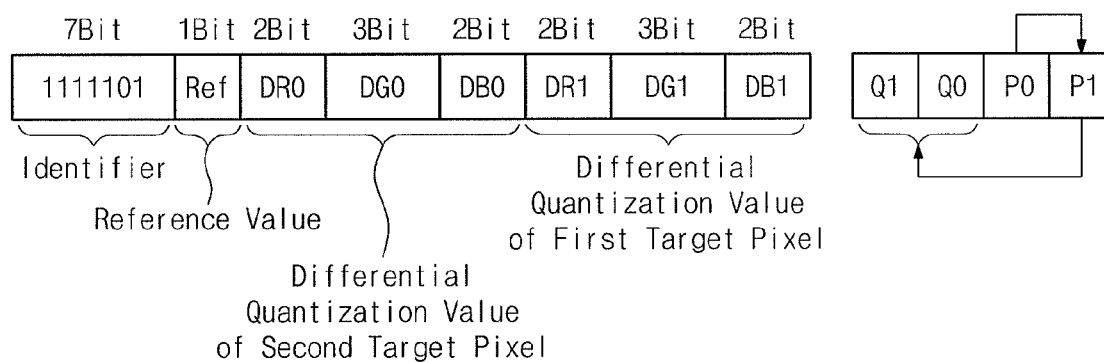 7Bit 1Bit 2Bit 3Bit 2Bit 2Bit 3Bit 2Bit
1111101 Ref DR0 DG0 DB0 DR1 DG1 DB1 Q1 Q0 P0 P1
Identifier
Reference Value
Differential
Quantization Value
of Second Target Pixel
Differential
Quantization Value
of First Target Pixel